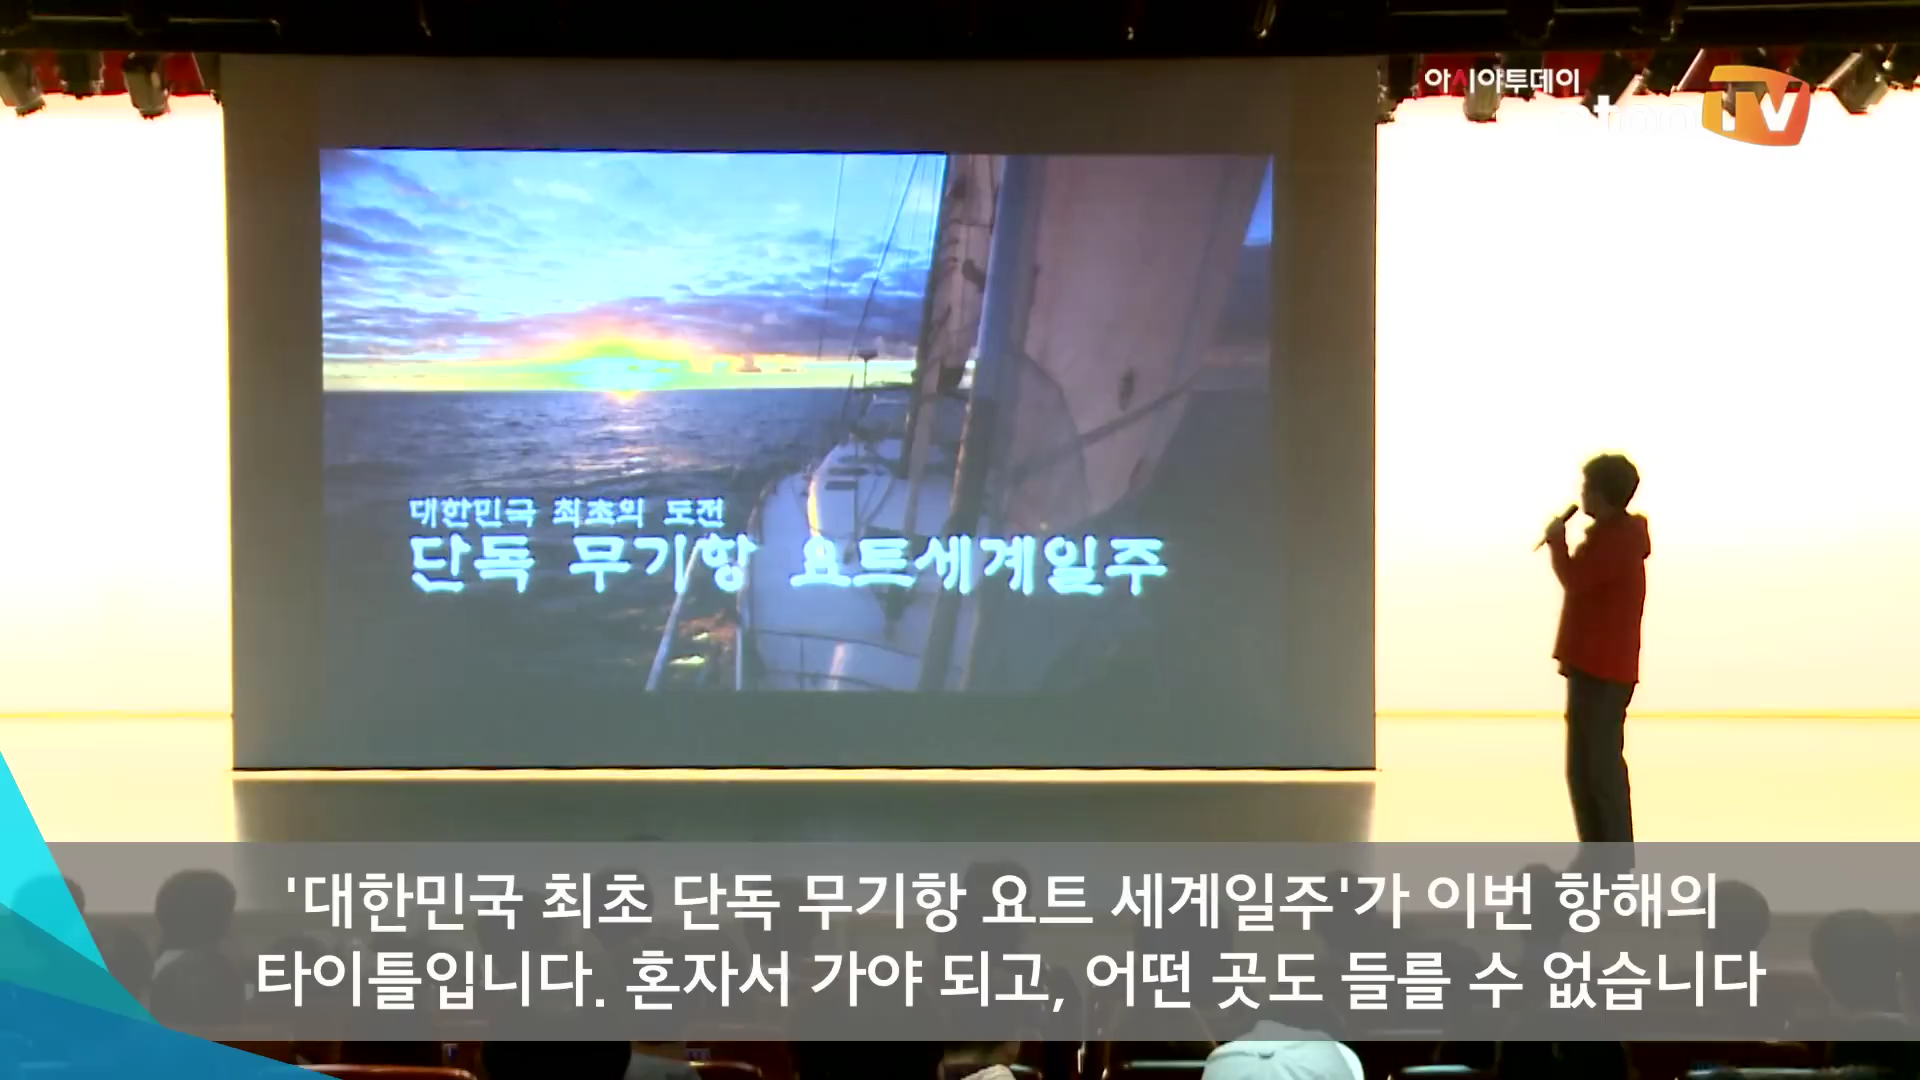 아시아투데이
TV
대한민국 최초의 도전
단독 무기항 요트세계일주
'대한민국 최초 단독 무기항 요트 세계일주'가 이번 항해의
타이틀입니다. 혼자서 가야 되고, 어떤 곳도 들를 수 없습니다